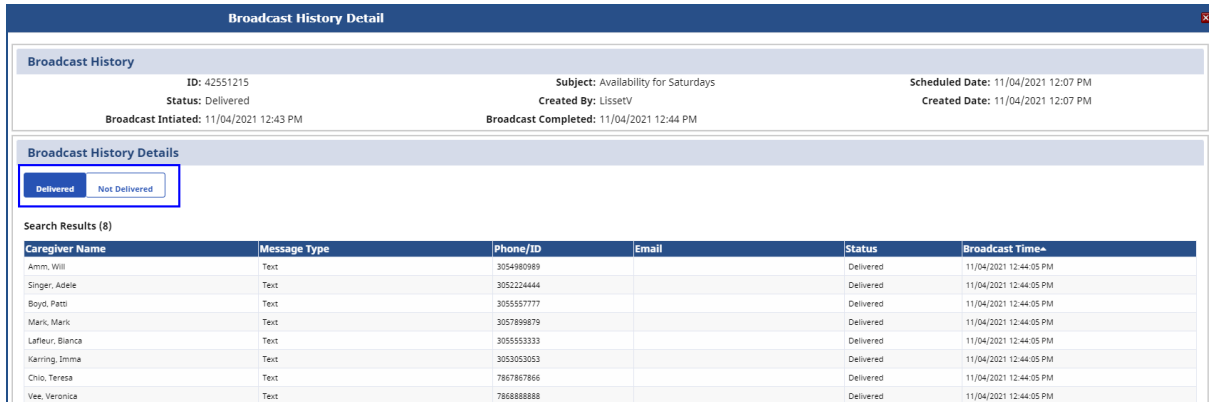 Broadcast History Detail
Broadcast History
ID: 42551215 Subject: Availability for Saturdays Scheduled Date: 11/04/2021 12:07 PM
Status: Delivered Created By: LissetV Created Date: 11/04/2021 12:07 PM
Broadcast Intiated: 11/04/2021 12:43 PM Broadcast Completed: 11/04/2021 12:44 PM
Broadcast History Details
Delivered Not Delivered
Search Results (8)
Caregiver Name Message Type Phone/ID Email Status Broadcast Time
Amm, Will Text 3054980989 Delivered 11/04/2021 12:44:05 PM
Singer, Adele Text 3052224444 Delivered 11/04/2021 12:44:05 PM
Boyd, Patti Text 3055557777 Delivered 11/04/2021 12:44:05 PM
Mark, Mark Text 3057899879 Delivered 11/04/2021 12:44:05 PM
Lafleur, Bianca Text 3055553333 Delivered 11/04/2021 12:44:05 PM
Karring, Imma Text 3053053053 Delivered 11/04/2021 12:44:05 PM
Chio, Teresa Text 7867867866 Delivered 11/04/2021 12:44:05 PM
Vee, Veronica Text 7868888888 Delivered 11/04/2021 12:44:05 PM